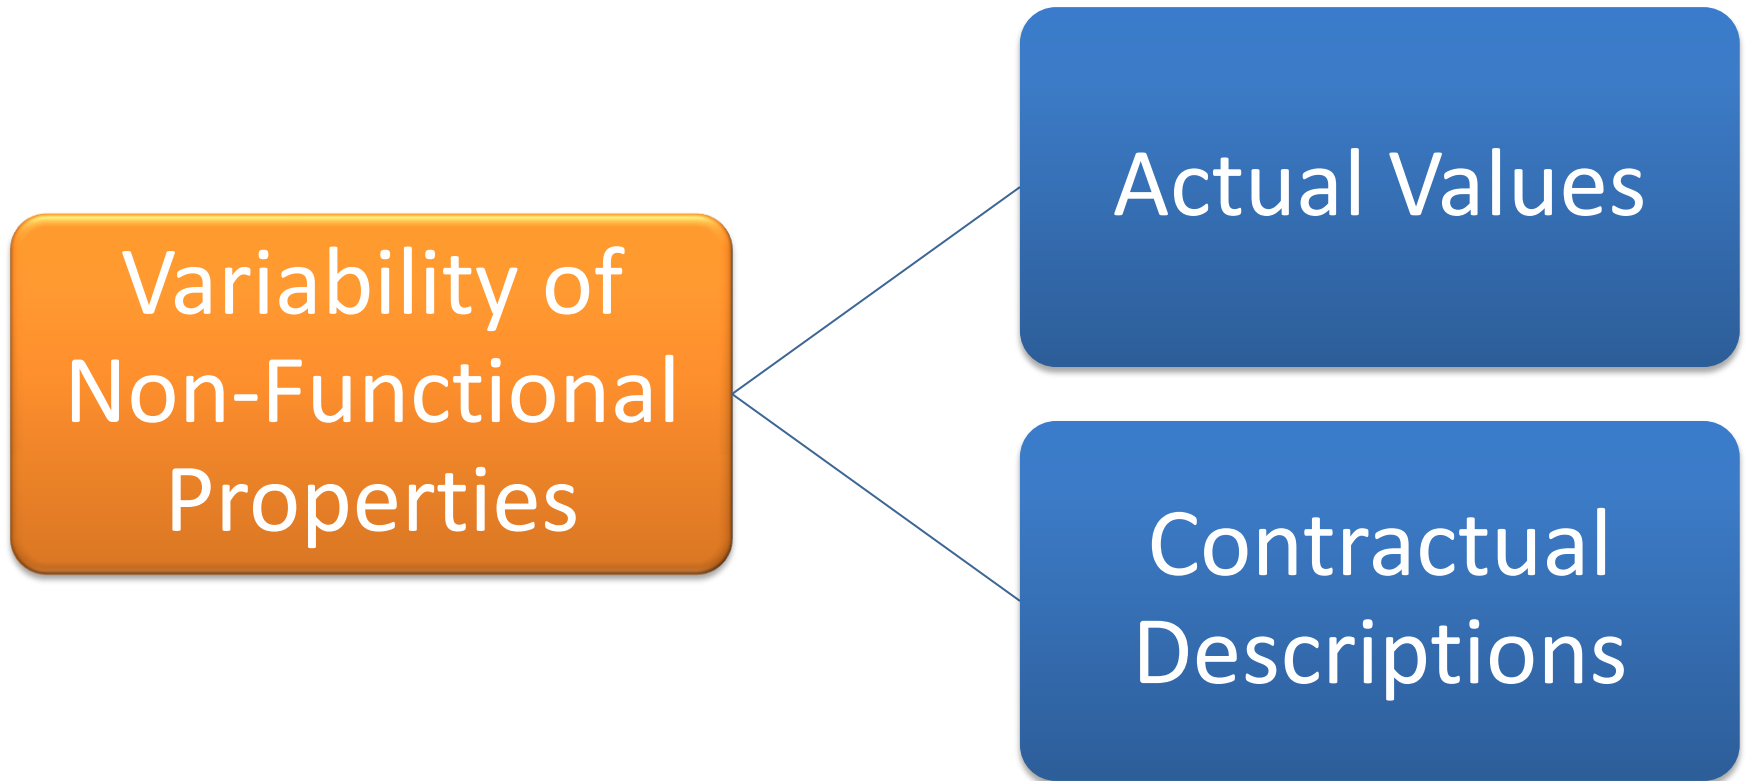 Variability of
Non-Functional
Properties
Actual Values
Contractual
Descriptions